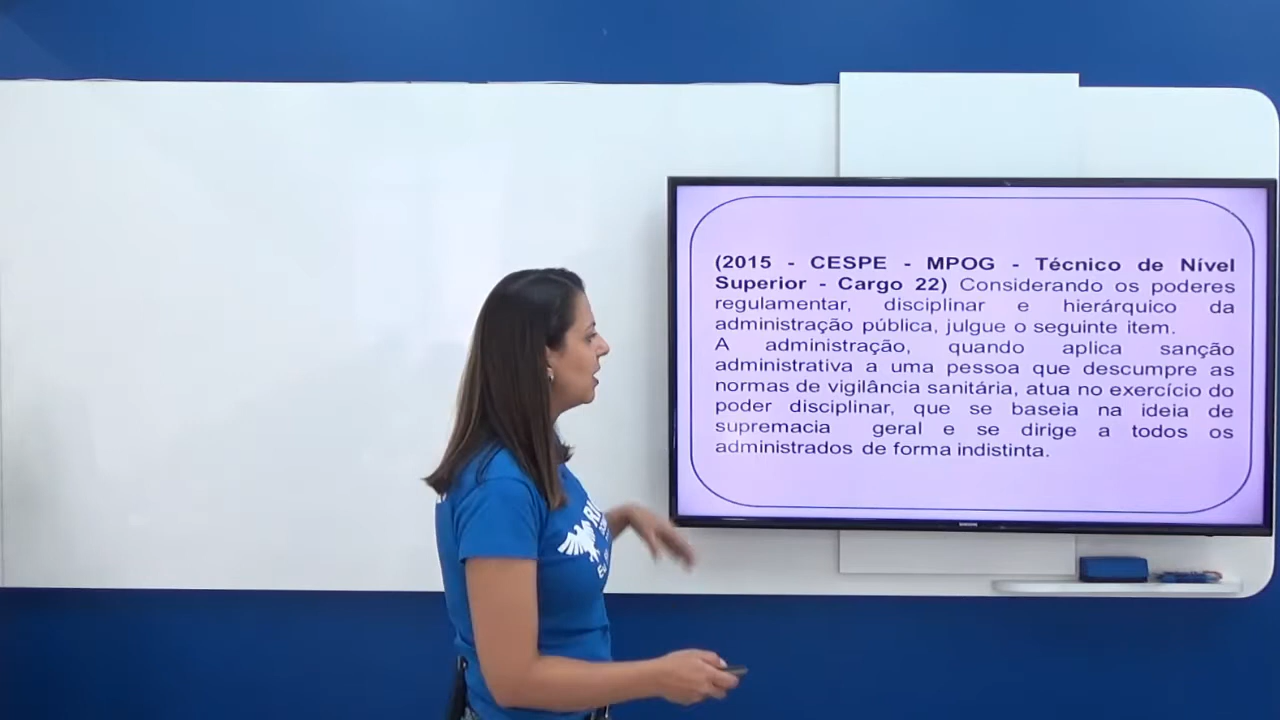 (2015 - CESPE - MPOG - Técnico de Nível
Superior - Cargo 22) Considerando os poderes
regulamentar, disciplinar e hierárquico da
administração pública, julgue o seguinte item.
A administração, quando aplica sanção
administrativa a uma pessoa que descumpre as
normas de vigilância sanitária, atua no exercício do
poder disciplinar, que se baseia na ideia de
supremacia geral e se dirige a todos os
administrados de forma indistinta.